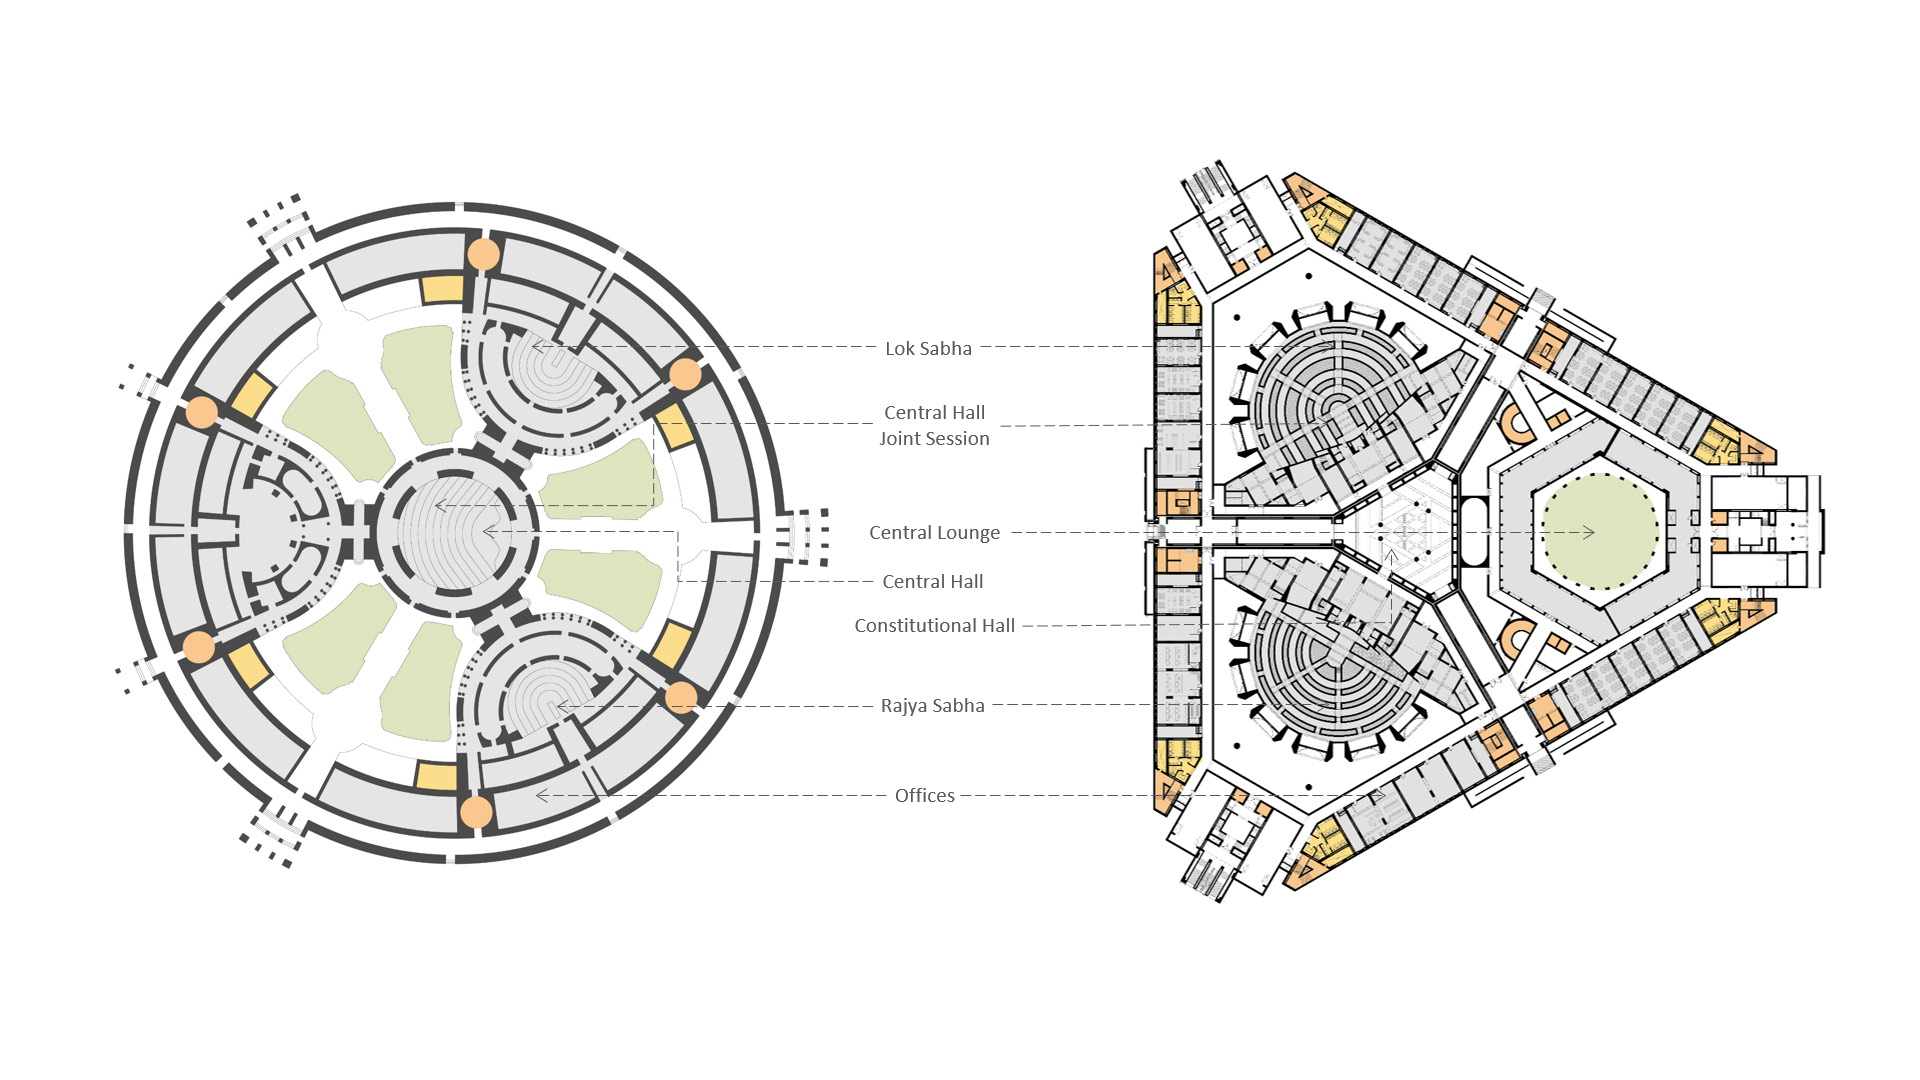 Lok Sabha
Central Hall
Joint Session
Central Lounge
Central Hall
Constitutional Hall
Rajya Sabha
Offices